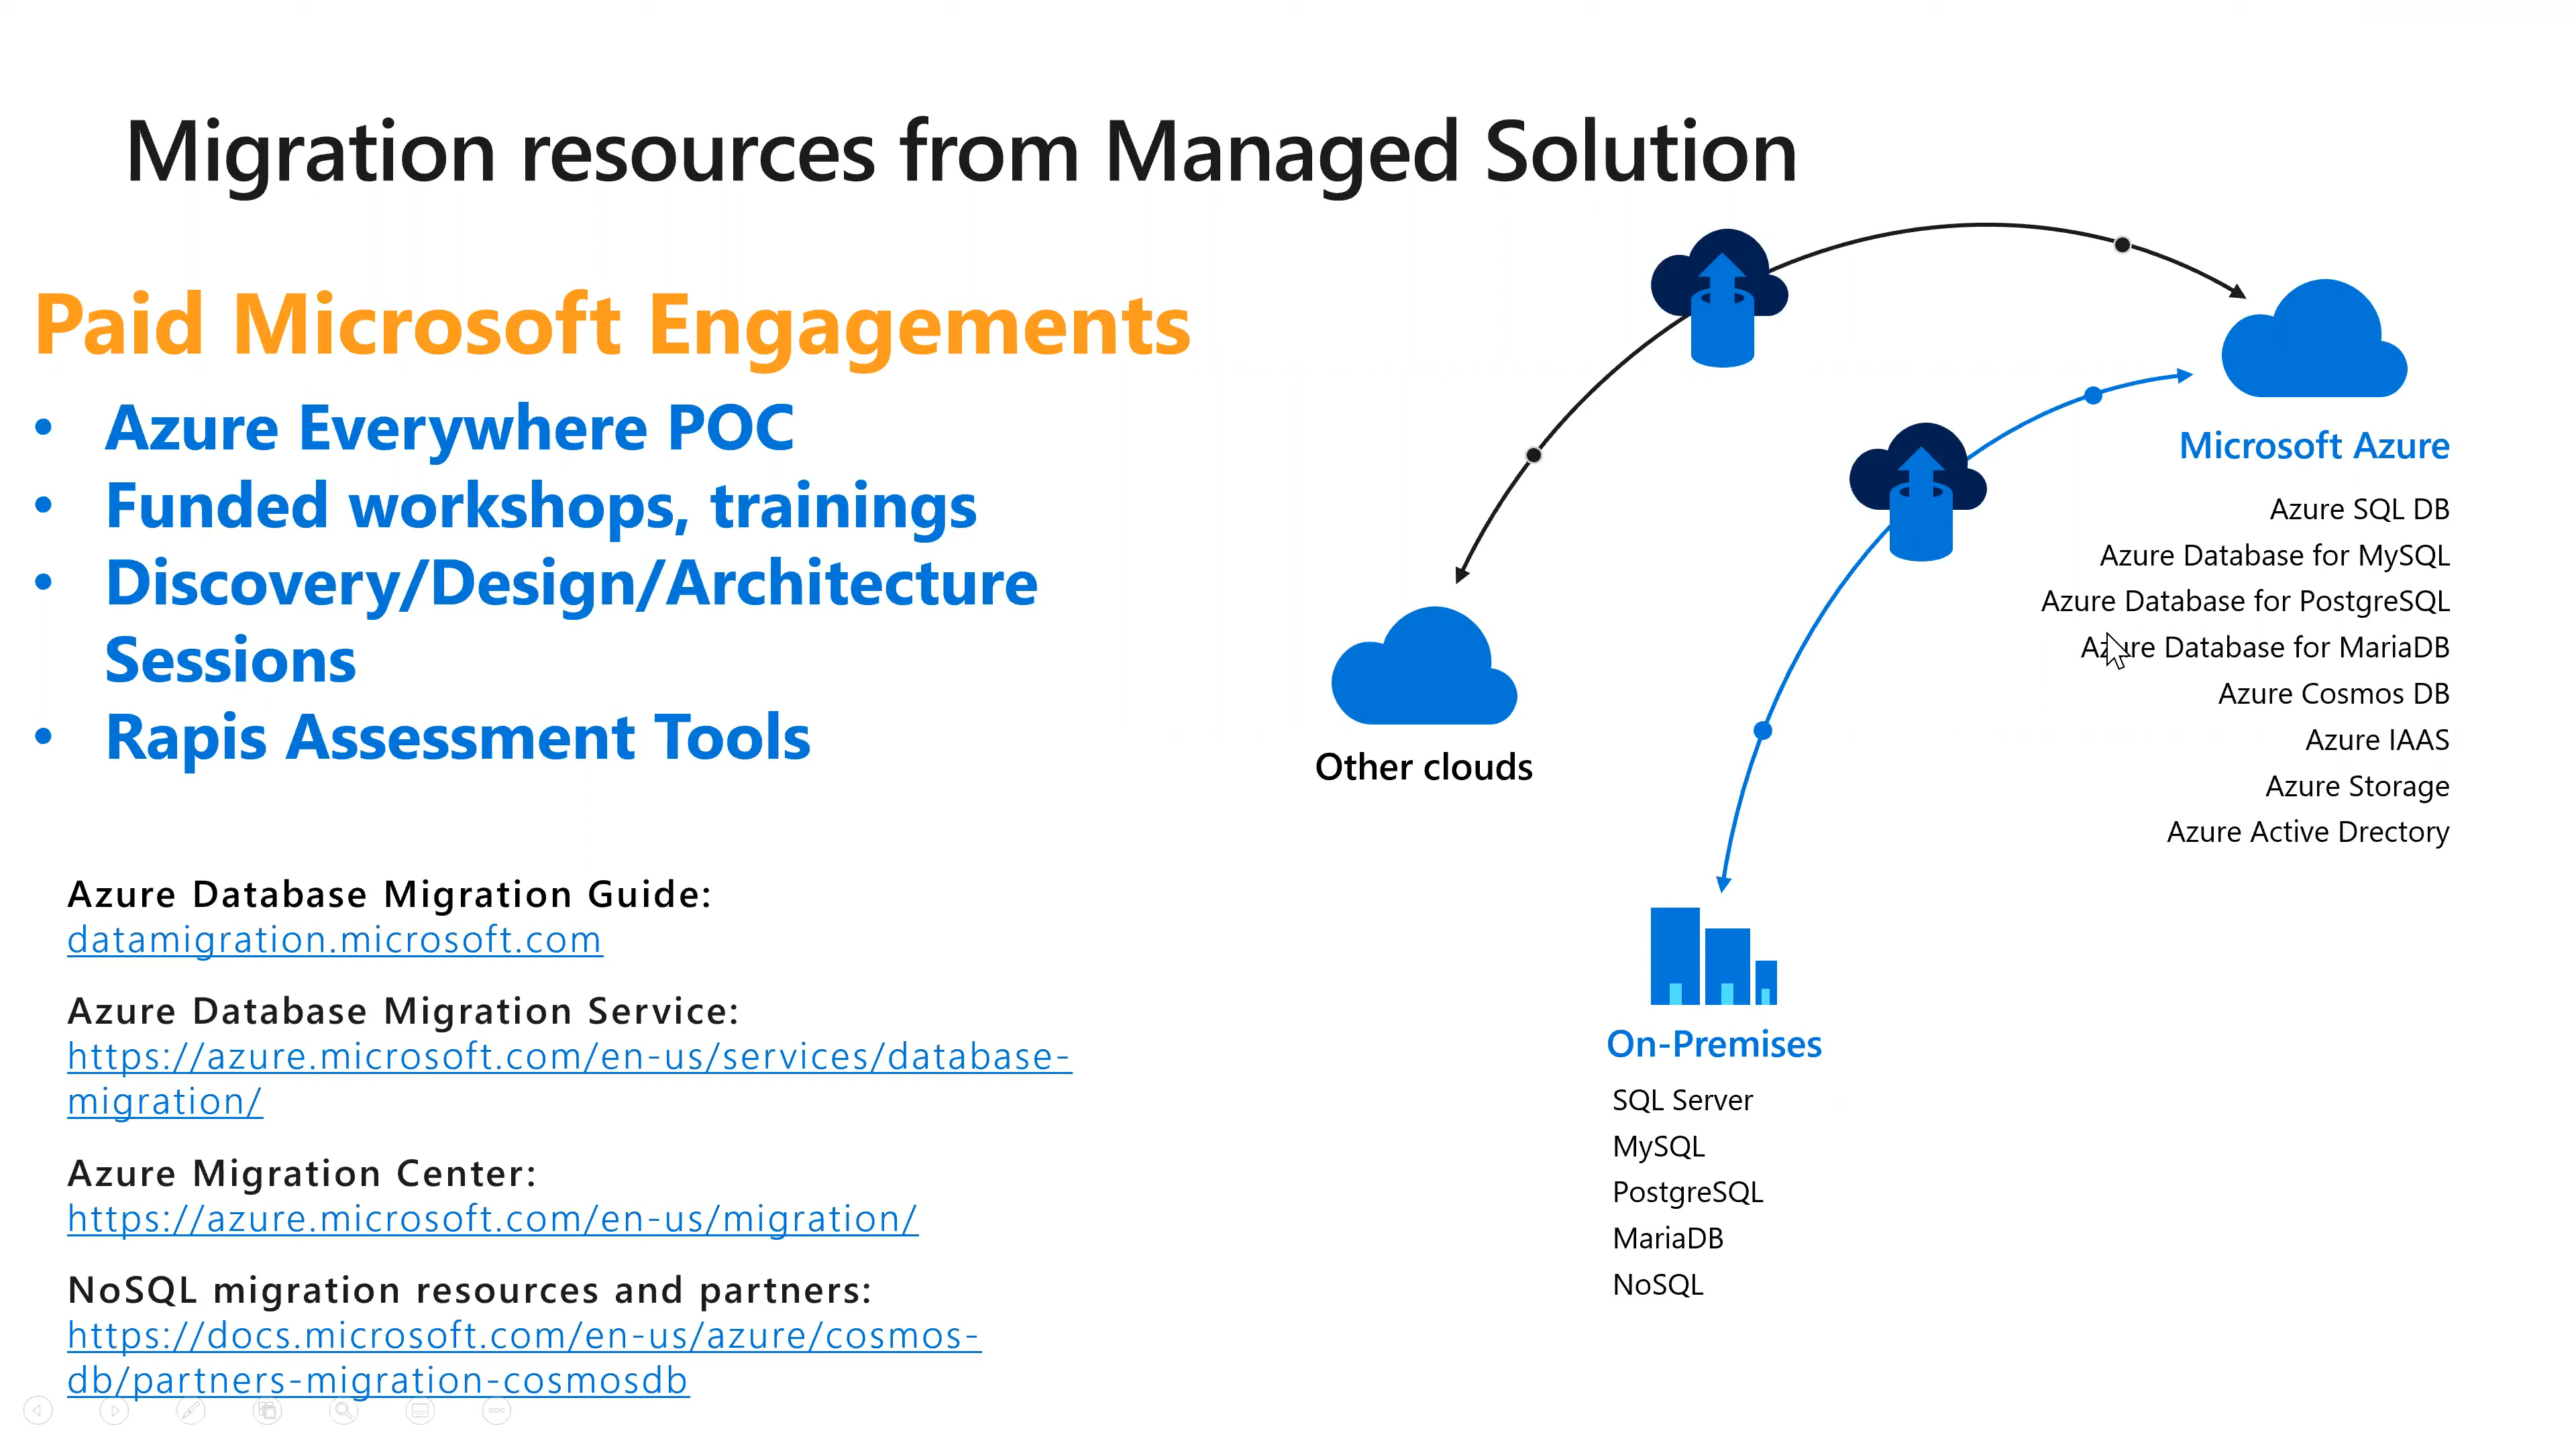 Migration resources from Managed Solution
Paid Microsoft Engagements
• Azure Everywhere POC
• Funded workshops, trainings
• Discovery/Design/Architecture
Sessions
• Rapis Assessment Tools
Azure Database Migration Guide:
datamigration.microsoft.com
Azure Database Migration Service:
https://azure.microsoft.com/en-us/services/database-
migration/
Azure Migration Center:
https://azure.microsoft.com/en-us/migration/
NoSQL migration resources and partners:
https://docs.microsoft.com/en-us/azure/cosmos-
db/partners-migration-cosmosdb
Other clouds
On-Premises
SQL Server
MySQL
PostgreSQL
MariaDB
NoSQL
Microsoft Azure
Azure SQL DB
Azure Database for MySQL
Azure Database for PostgreSQL
Azure Database for MariaDB
Azure Cosmos DB
Azure IAAS
Azure Storage
Azure Active Drectory